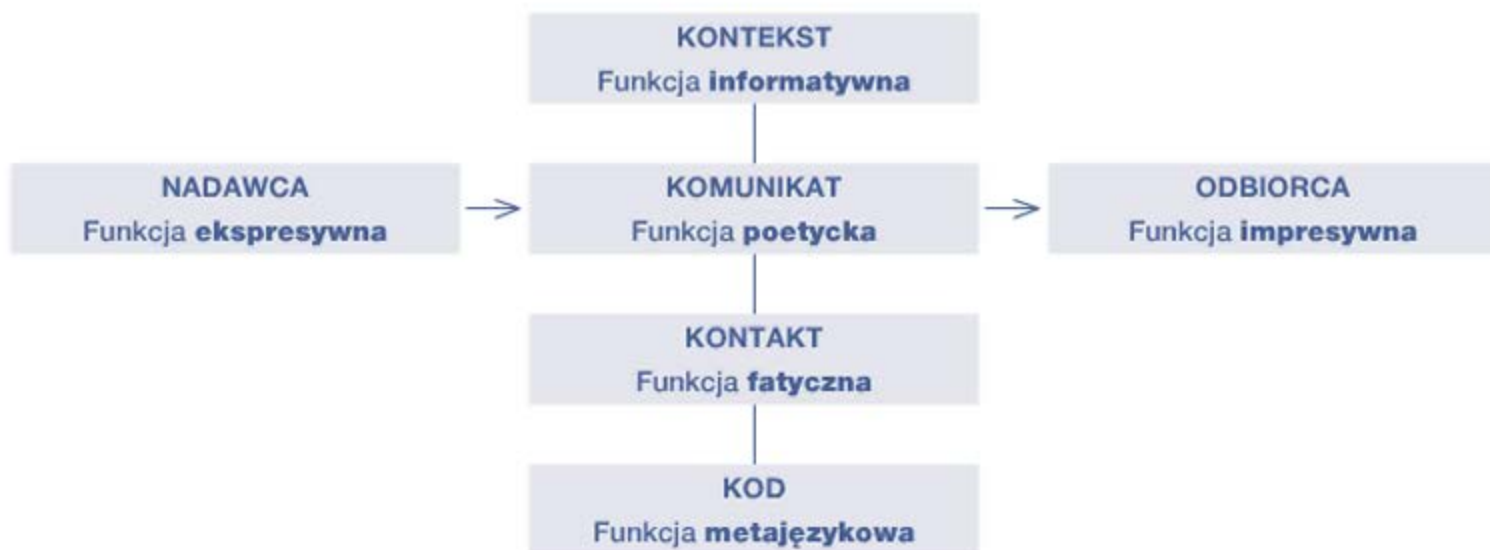 KONTEKST
Funkcja informatywna
NADAWCA
Funkcja ekspresywna
KOMUNIKAT
Funkcja poetycka
ODBIORCA
Funkcja impresywna
KONTAKT
Funkcja fatyczna
KOD
Funkcja metajęzykowa